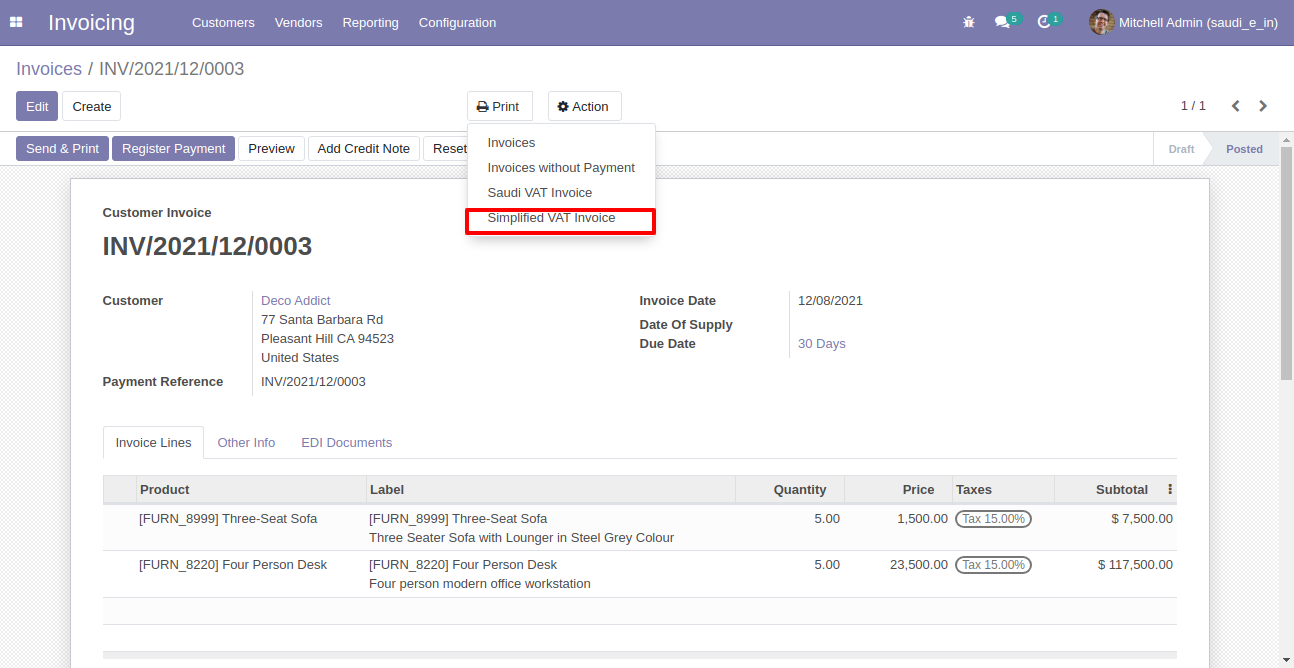 Invoicing Customers Vendors Reporting Configuration 5 1 Mitchell Admin (saudi_e_in)
Invoices / INV/2021/12/0003
Edit Create Print Action 1 / 1
Send & Print Register Payment Preview Add Credit Note Reset Draft Posted
Invoices
Invoices without Payment
Saudi VAT Invoice
Simplified VAT Invoice
Customer Invoice
INV/2021/12/0003
Customer Deco Addict
77 Santa Barbara Rd
Pleasant Hill CA 94523
United States
Payment Reference INV/2021/12/0003
Invoice Date 12/08/2021
Date Of Supply
Due Date 30 Days
Invoice Lines Other Info EDI Documents
Product Label Quantity Price Taxes Subtotal
[FURN_8999] Three-Seat Sofa [FURN_8999] Three-Seat Sofa 5.00 1,500.00 Tax 15.00% $ 7,500.00
Three Seater Sofa with Lounger in Steel Grey Colour
[FURN_8220] Four Person Desk [FURN_8220] Four Person Desk 5.00 23,500.00 Tax 15.00% $ 117,500.00
Four person modern office workstation